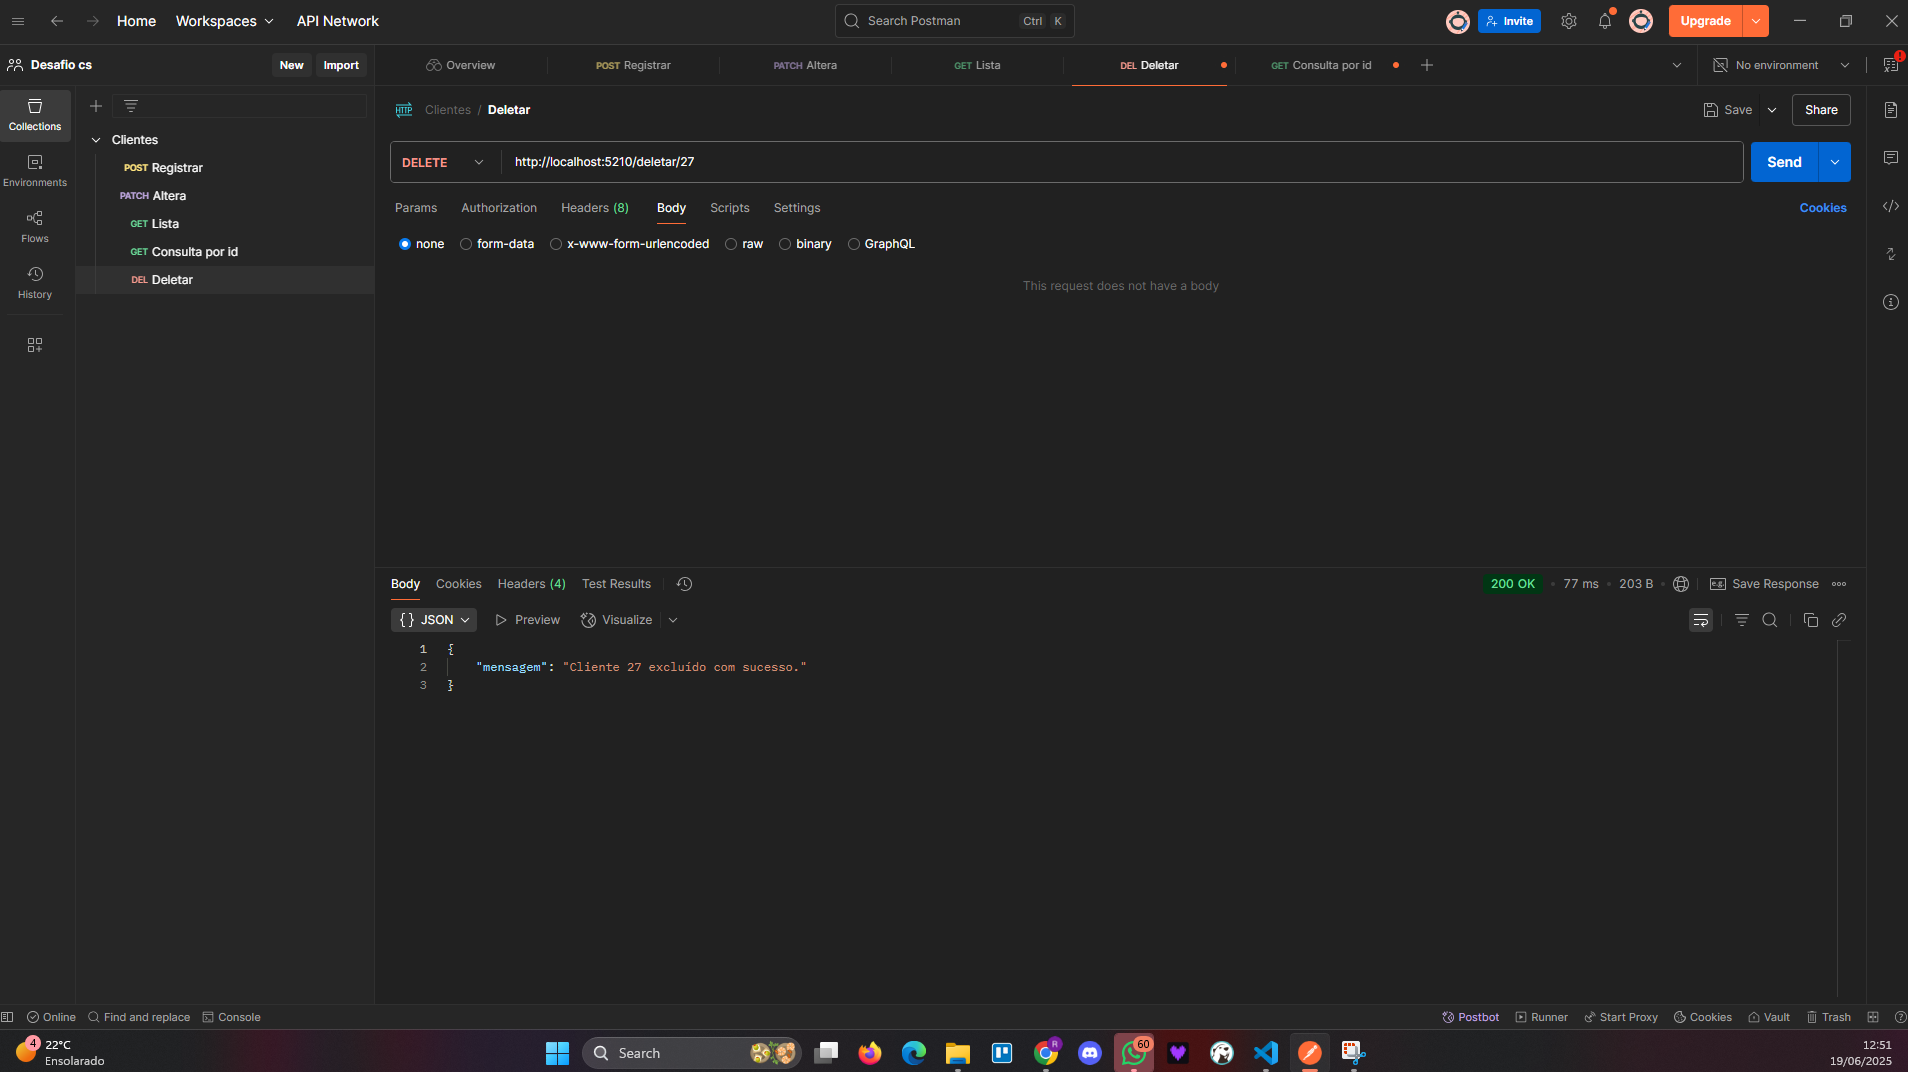 Home Workspaces API Network Search Postman Ctrl K Invite Upgrade
Desafio cs New Import Overview POST Registrar PATCH Altera GET Lista DEL Deletar GET Consulta por id No environment
Collections
Environments
Flows
History
Clientes
POST Registrar
PATCH Altera
GET Lista
GET Consulta por id
DEL Deletar
HTTP Clientes / Deletar Save Share
DELETE http://localhost:5210/deletar/27 Send
Params Authorization Headers (8) Body Scripts Settings Cookies
none form-data x-www-form-urlencoded raw binary GraphQL
This request does not have a body
Body Cookies Headers (4) Test Results 200 OK • 77 ms • 203 B e.g. Save Response
{} JSON Preview Visualize
1 {
2 "mensagem": "Cliente 27 excluído com sucesso."
3 }
Online Find and replace Console Postbot Runner Start Proxy Cookies Vault Trash
4 22°C
Ensolarado
Search R 60
12:51
19/06/2025